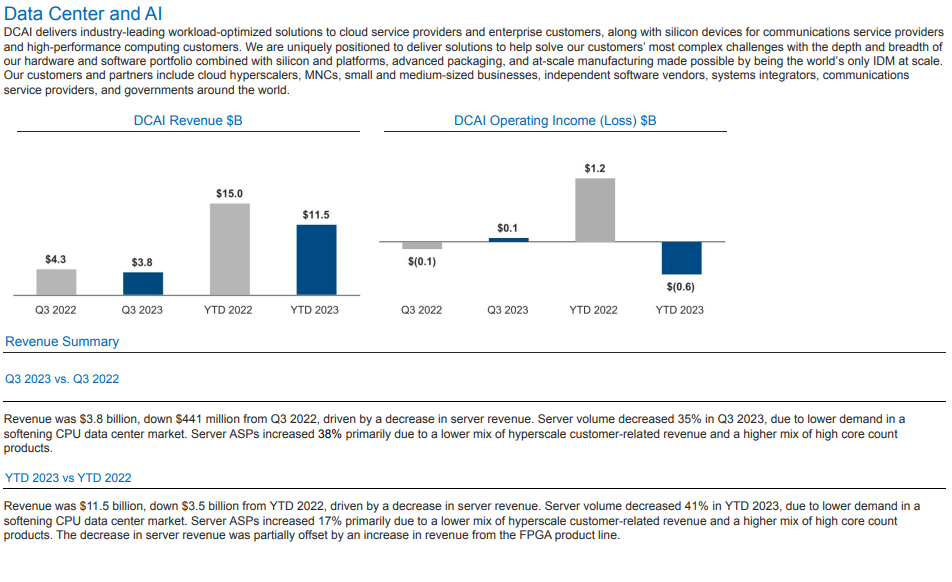 Data Center and AI
DCAI delivers industry-leading workload-optimized solutions to cloud service providers and enterprise customers, along with silicon devices for communications service providers
and high-performance computing customers. We are uniquely positioned to deliver solutions to help solve our customers' most complex challenges with the depth and breadth of
our hardware and software portfolio combined with silicon and platforms, advanced packaging, and at-scale manufacturing made possible by being the world's only IDM at scale.
Our customers and partners include cloud hyperscalers, MNCs, small and medium-sized businesses, independent software vendors, systems integrators, communications
service providers, and governments around the world.
DCAI Revenue $B
$4.3
$3.8
$15.0
$11.5
Q3 2022
Q3 2023
YTD 2022
YTD 2023
DCAI Operating Income (Loss) $B
$(0.1)
$0.1
$1.2
$(0.6)
Q3 2022
Q3 2023
YTD 2022
YTD 2023
Revenue Summary
Q3 2023 vs. Q3 2022
Revenue was $3.8 billion, down $441 million from Q3 2022, driven by a decrease in server revenue. Server volume decreased 35% in Q3 2023, due to lower demand in a
softening CPU data center market. Server ASPs increased 38% primarily due to a lower mix of hyperscale customer-related revenue and a higher mix of high core count
products.
YTD 2023 vs YTD 2022
Revenue was $11.5 billion, down $3.5 billion from YTD 2022, driven by a decrease in server revenue. Server volume decreased 41% in YTD 2023, due to lower demand in a
softening CPU data center market. Server ASPs increased 17% primarily due to a lower mix of hyperscale customer-related revenue and a higher mix of high core count
products. The decrease in server revenue was partially offset by an increase in revenue from the FPGA product line.